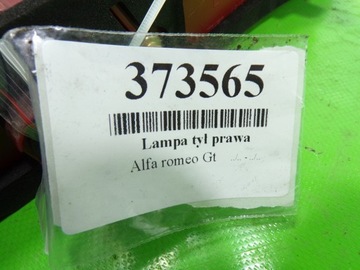 373565
Lampa tył prawa
Alfa romeo Gt ../.. - ../..